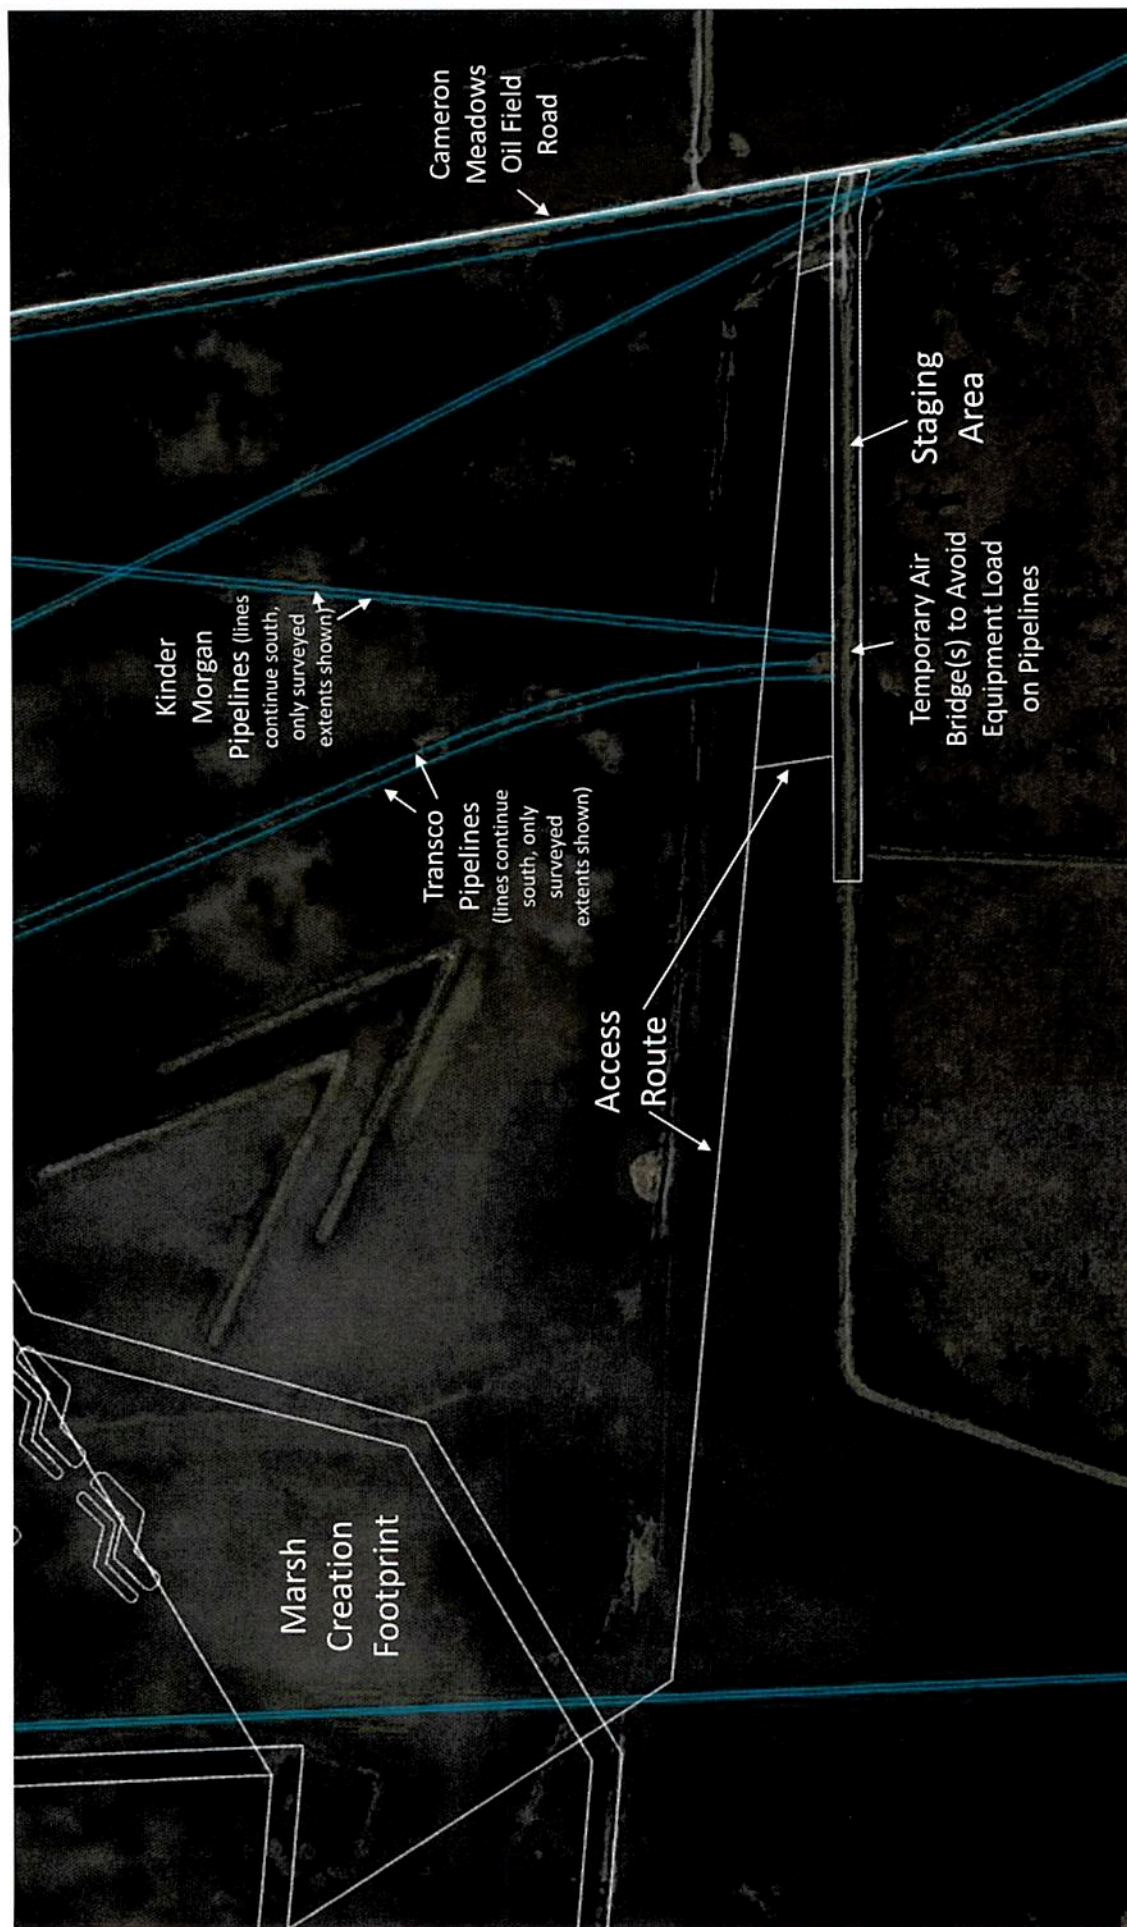 Cameron
Meadows
Oil Field
Road
Kinder
Morgan
Pipelines (lines
continue south,
only surveyed
extents shown)
Transco
Pipelines
(lines continue
south, only
surveyed
extents shown)
Staging
Area
Temporary Air
Bridge(s) to Avoid
Equipment Load
on Pipelines
Access
Route
Marsh
Creation
Footprint